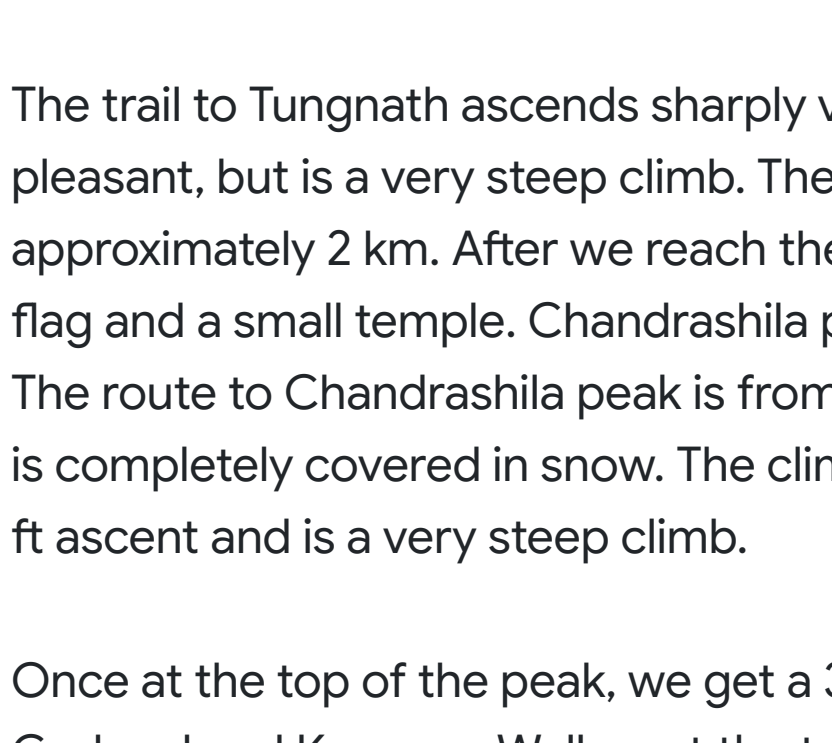 The trail to Tungnath ascends sharply
pleasant, but is a very steep climb. The
approximately 2 km. After we reach the
flag and a small temple. Chandrashila
The route to Chandrashila peak is from
is completely covered in snow. The
ft ascent and is a very steep climb.
Once at the top of the peak, we get a